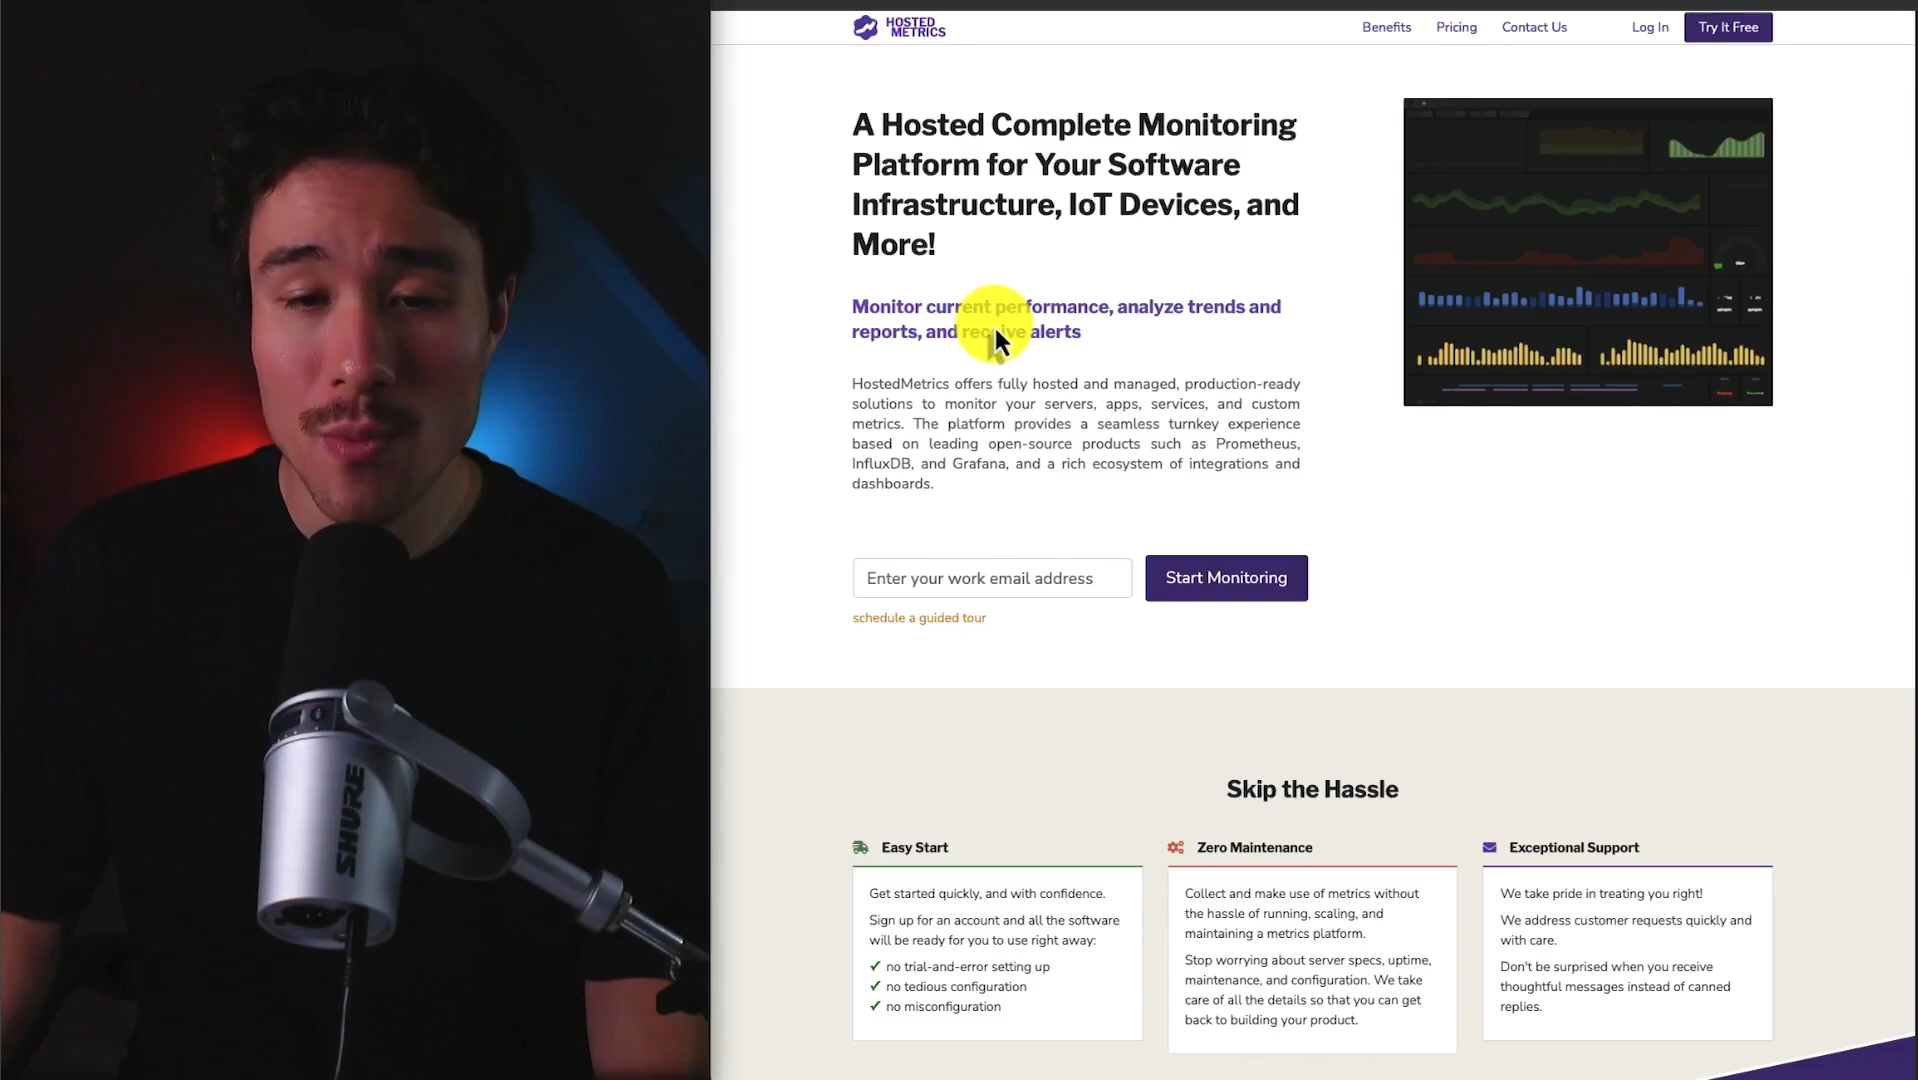 HOSTED
METRICS
Benefits
Pricing
Contact Us
Log In
Try It Free
A Hosted Complete Monitoring
Platform for Your Software
Infrastructure, IoT Devices, and
More!
Monitor current performance, analyze trends and
reports, and receive alerts
HostedMetrics offers fully hosted and managed, production-ready
solutions to monitor your servers, apps, services, and custom
metrics. The platform provides a seamless turnkey experience
based on leading open-source products such as Prometheus,
InfluxDB, and Grafana, and a rich ecosystem of integrations and
dashboards.
Enter your work email address
Start Monitoring
schedule a guided tour
SHURE
Skip the Hassle
Easy Start
Get started quickly, and with confidence.
Sign up for an account and all the software
will be ready for you to use right away:
✓ no trial-and-error setting up
✓ no tedious configuration
✓ no misconfiguration
Zero Maintenance
Collect and make use of metrics without
the hassle of running, scaling, and
maintaining a metrics platform.
Stop worrying about server specs, uptime,
maintenance, and configuration. We take
care of all the details so that you can get
back to building your product.
Exceptional Support
We take pride in treating you right!
We address customer requests quickly and
with care.
Don't be surprised when you receive
thoughtful messages instead of canned
replies.